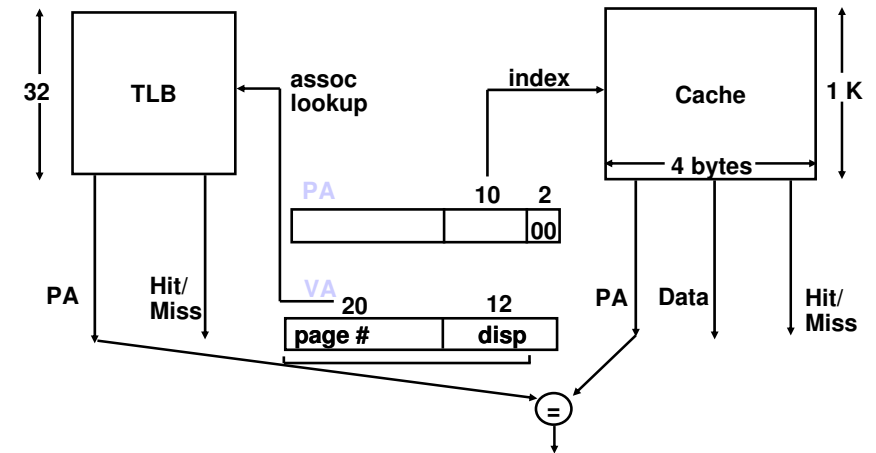 32
TLB
assoc
lookup
index
Cache
1 K
4 bytes
PA
10
2
00
Hit/
Miss
PA
VA
20
12
page #
disp
PA
Data
Hit/
Miss
=